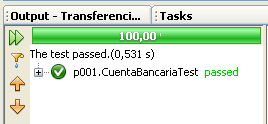 Output - Transferenci...
Tasks
100,00 %
The test passed.(0,531 s)
p001.CuentaBancariaTest passed